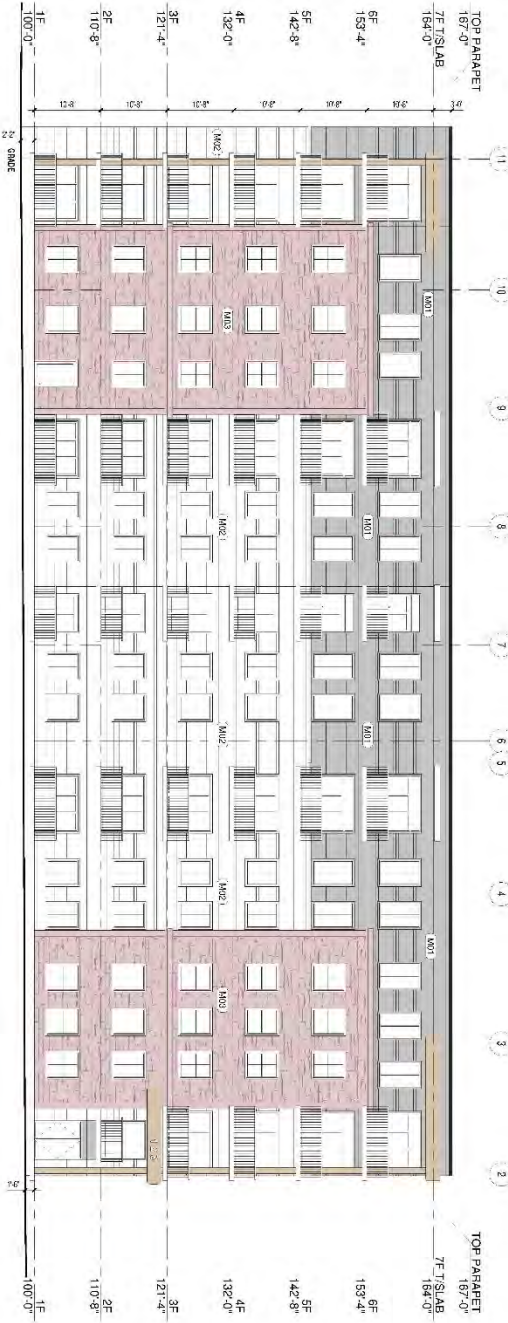 11 10 9 8 7 6 5 4 3 2
TOP PARAPET
167'-0"
TOP PARAPET
167'-0"
3'-0"
7F T/SLAB
164'-0"
M01
M01
7F T/SLAB
164'-0"
10'-8"
6F
153'-4"
M01
M01
6F
153'-4"
10'-8"
5F
142'-8"
5F
142'-8"
10'-8"
4F
132'-0"
M02
M03
M02
M02
M02
M03
4F
132'-0"
10'-8"
3F
121'-4"
3F
121'-4"
10'-8"
2F
110'-8"
2F
110'-8"
1F
100'-0"
1F
100'-0"
GRADE